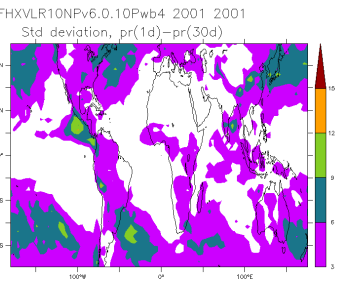 FHXVLR10NPv6.0.10Pwb4 2001 2001
Std deviation, pr(1d)-pr(30d)
15
12
9
6
3
100°W
0°
100°E